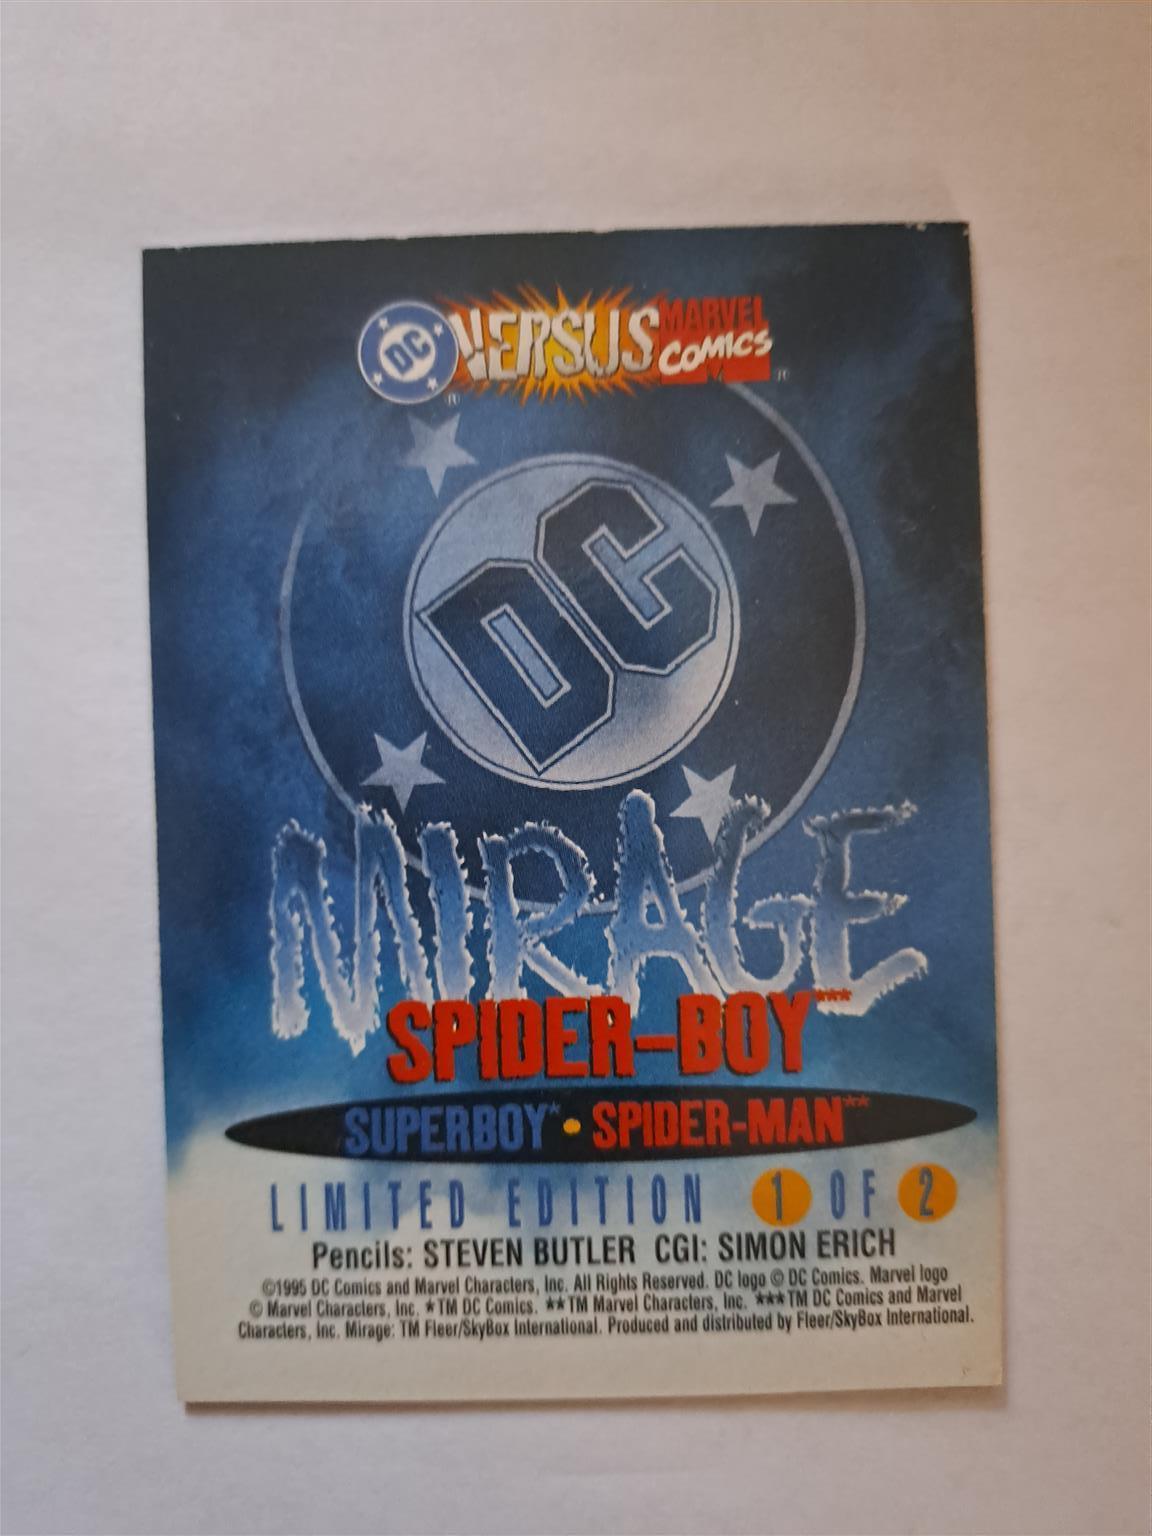 DC VERSUS MARVEL COMICS
DC
MIRAGE
SPIDER-BOY***
SUPERBOY* • SPIDER-MAN**
LIMITED EDITION 1 OF 2
Pencils: STEVEN BUTLER CGI: SIMON ERICH
©1995 DC Comics and Marvel Characters, Inc. All Rights Reserved. DC logo © DC Comics. Marvel logo
© Marvel Characters, Inc. *TM DC Comics. **TM Marvel Characters, Inc. ***TM DC Comics and Marvel
Characters, Inc. Mirage: TM Fleer/SkyBox International. Produced and distributed by Fleer/SkyBox International.